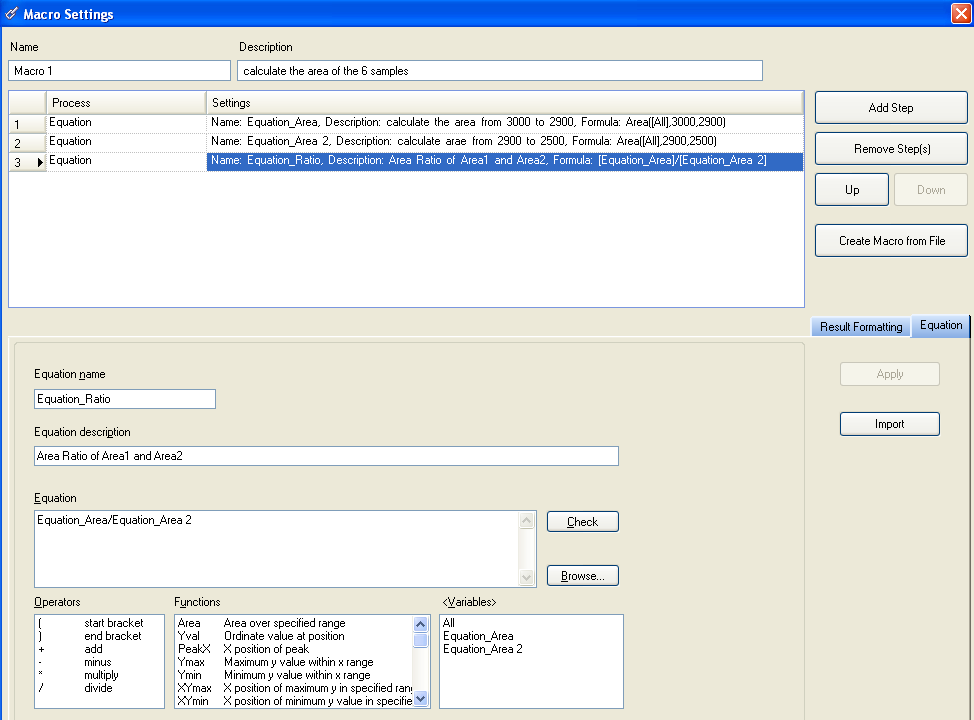 Macro Settings
Name Description
Macro 1 calculate the area of the 6 samples
Process Settings
1 Equation Name: Equation_Area, Description: calculate the area from 3000 to 2900, Formula: Area([All],3000,2900)
2 Equation Name: Equation_Area 2, Description: calculate arae from 2900 to 2500, Formula: Area([All],2900,2500)
3 Equation Name: Equation_Ratio, Description: Area Ratio of Area1 and Area2, Formula: [Equation_Area]/[Equation_Area 2]
Add Step
Remove Step(s)
Up Down
Create Macro from File
Result Formatting Equation
Equation name
Equation_Ratio
Equation description
Area Ratio of Area1 and Area2
Equation
Equation_Area/Equation_Area 2
Check
Browse...
Apply
Import
Operators Functions <Variables>
( start bracket Area Area over specified range All
) end bracket Yval Ordinate value at position Equation_Area
+ add PeakX X position of peak Equation_Area 2
- minus Ymax Maximum y value within x range
* multiply Ymin Minimum y value within x range
/ divide XYmax X position of maximum y in specified ran
XYmin X position of minimum y value in specifie